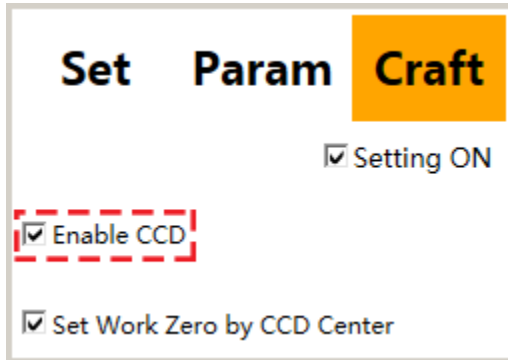 Set Param Craft
Setting ON
Enable CCD
Set Work Zero by CCD Center